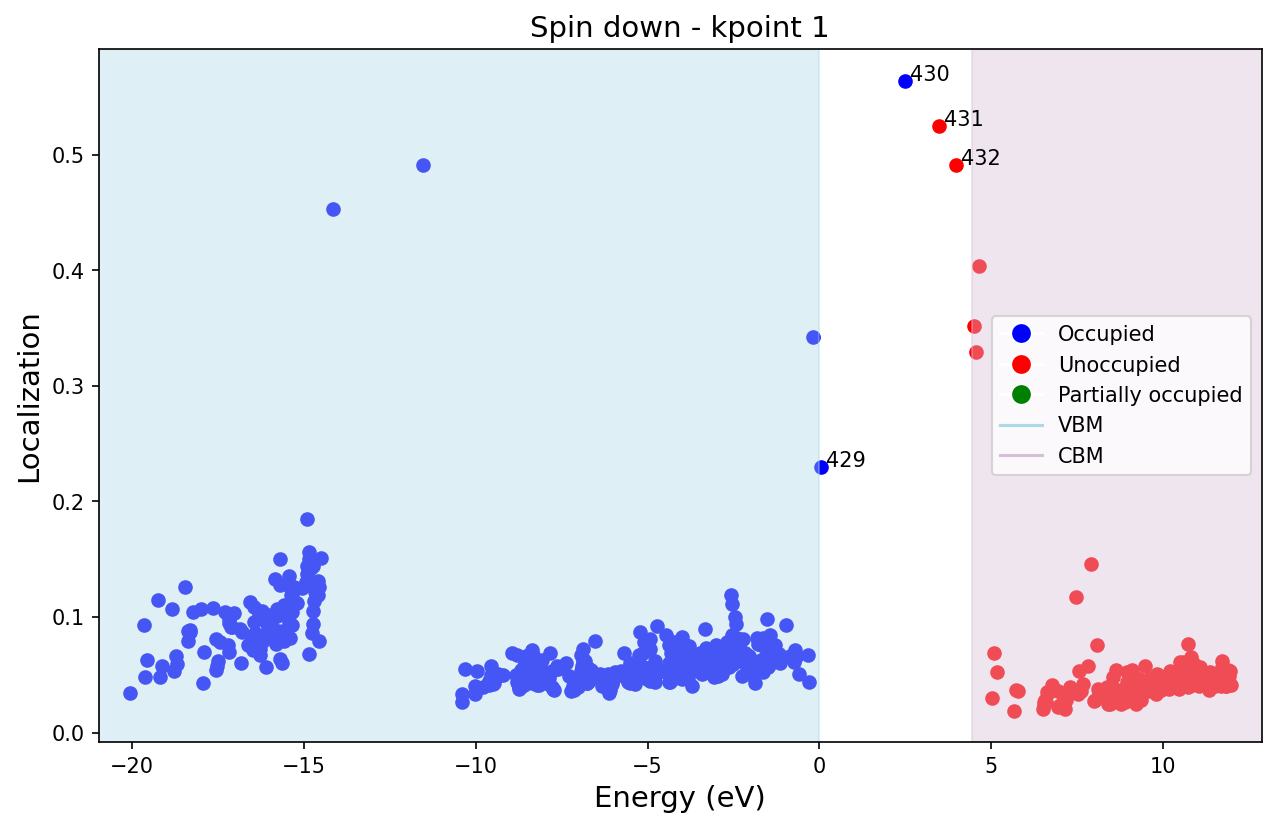 Spin down - kpoint 1
Localization
0.5
0.4
0.3
0.2
0.1
0.0
430
431
432
429
Occupied
Unoccupied
Partially occupied
VBM
CBM
−20
−15
−10
−5
0
5
10
Energy (eV)